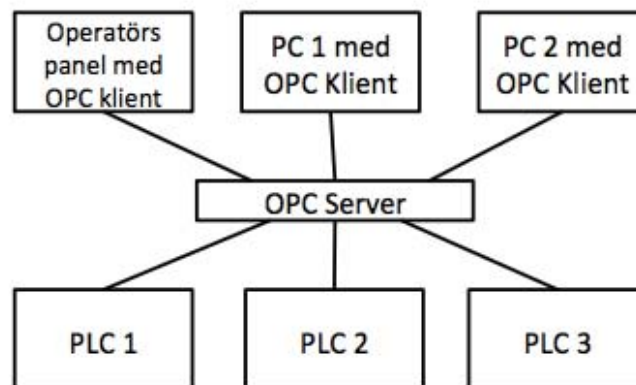 Operatörs
panel med
OPC klient
PC 1 med
OPC Klient
PC 2 med
OPC Klient
OPC Server
PLC 1
PLC 2
PLC 3